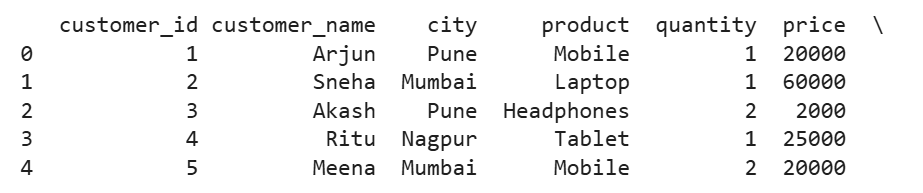 customer_id customer_name city product quantity price \
0 1 Arjun Pune Mobile 1 20000
1 2 Sneha Mumbai Laptop 1 60000
2 3 Akash Pune Headphones 2 2000
3 4 Ritu Nagpur Tablet 1 25000
4 5 Meena Mumbai Mobile 2 20000